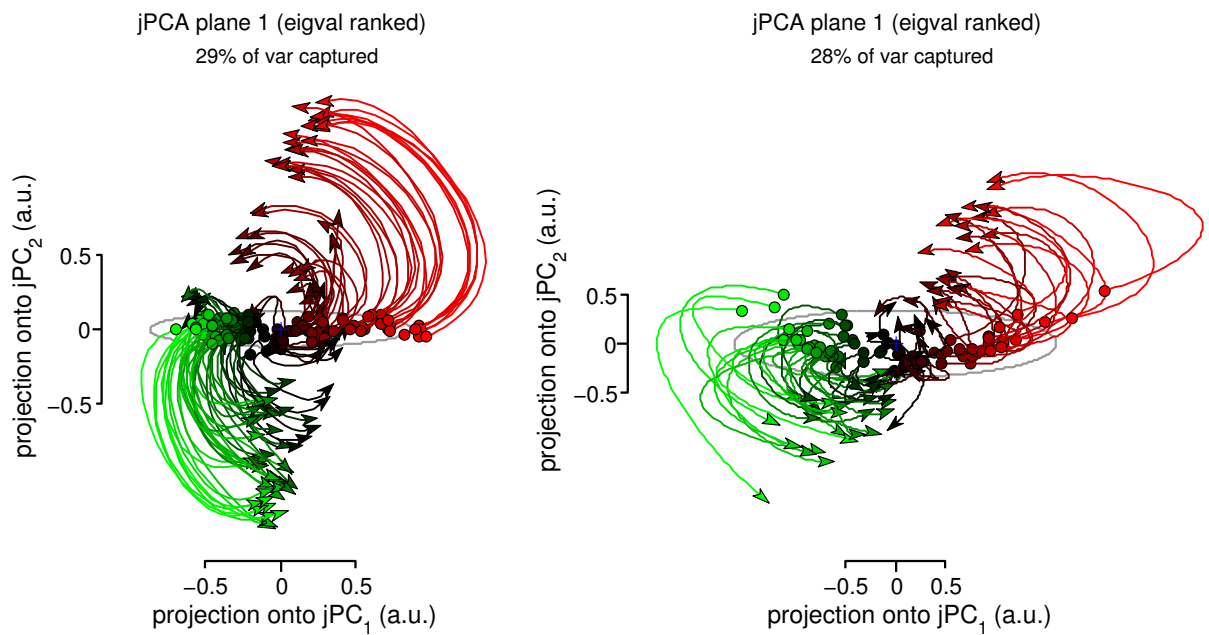 jPCA plane 1 (eigval ranked)
29% of var captured
projection onto jPC2 (a.u.)
0.5
0
−0.5
−0.5 0 0.5
projection onto jPC1 (a.u.)
jPCA plane 1 (eigval ranked)
28% of var captured
projection onto jPC2 (a.u.)
0.5
0
−0.5
−0.5 0 0.5
projection onto jPC1 (a.u.)